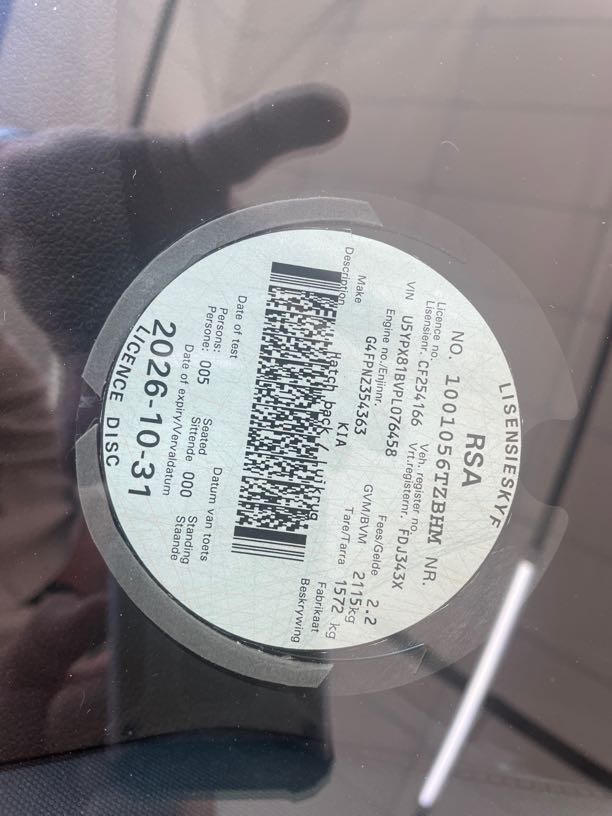 LISENSIESKYF
RSA
NO. 1001056TZBHM NR.
Licence no. Veh. register no.
Lisensienr. CF254166 Vrt.registernr. FDJ343X
VIN U5YPX81BVPL076458
Engine no./Enjinnr. Fees/Gelde 2.2
G4FPNZ354363 GVM/BVM 2115kg
Tare/Tarra 1572 kg
Make KIA Fabrikaat
Description Hatch back / Luikrug Beskrywing
Date of test Datum van toets
Persons: Seated Standing
Persone: 005 Sittende 000 Staande
Date of expiry/Vervaldatum
2026-10-31
LICENCE DISC